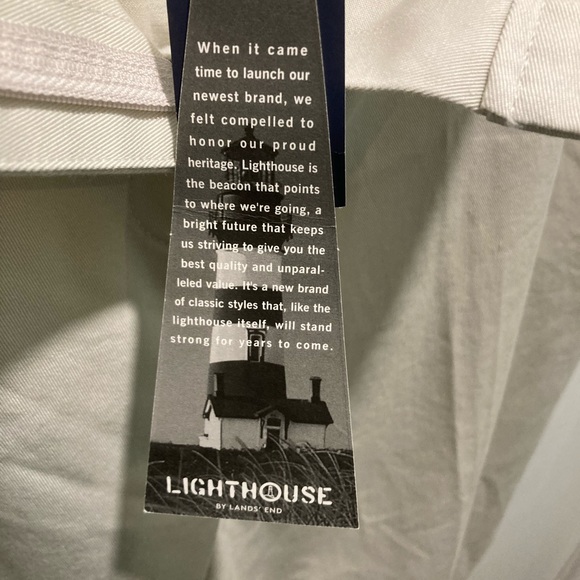 When it came
time to launch our
newest brand, we
felt compelled to
honor our proud
heritage. Lighthouse is
the beacon that points
to where we're going, a
bright future that keeps
us striving to give you the
best quality and unparal-
leled value. It's a new brand
of classic styles that, like the
lighthouse itself, will stand
strong for years to come.
LIGHTHOUSE
BY LANDS' END